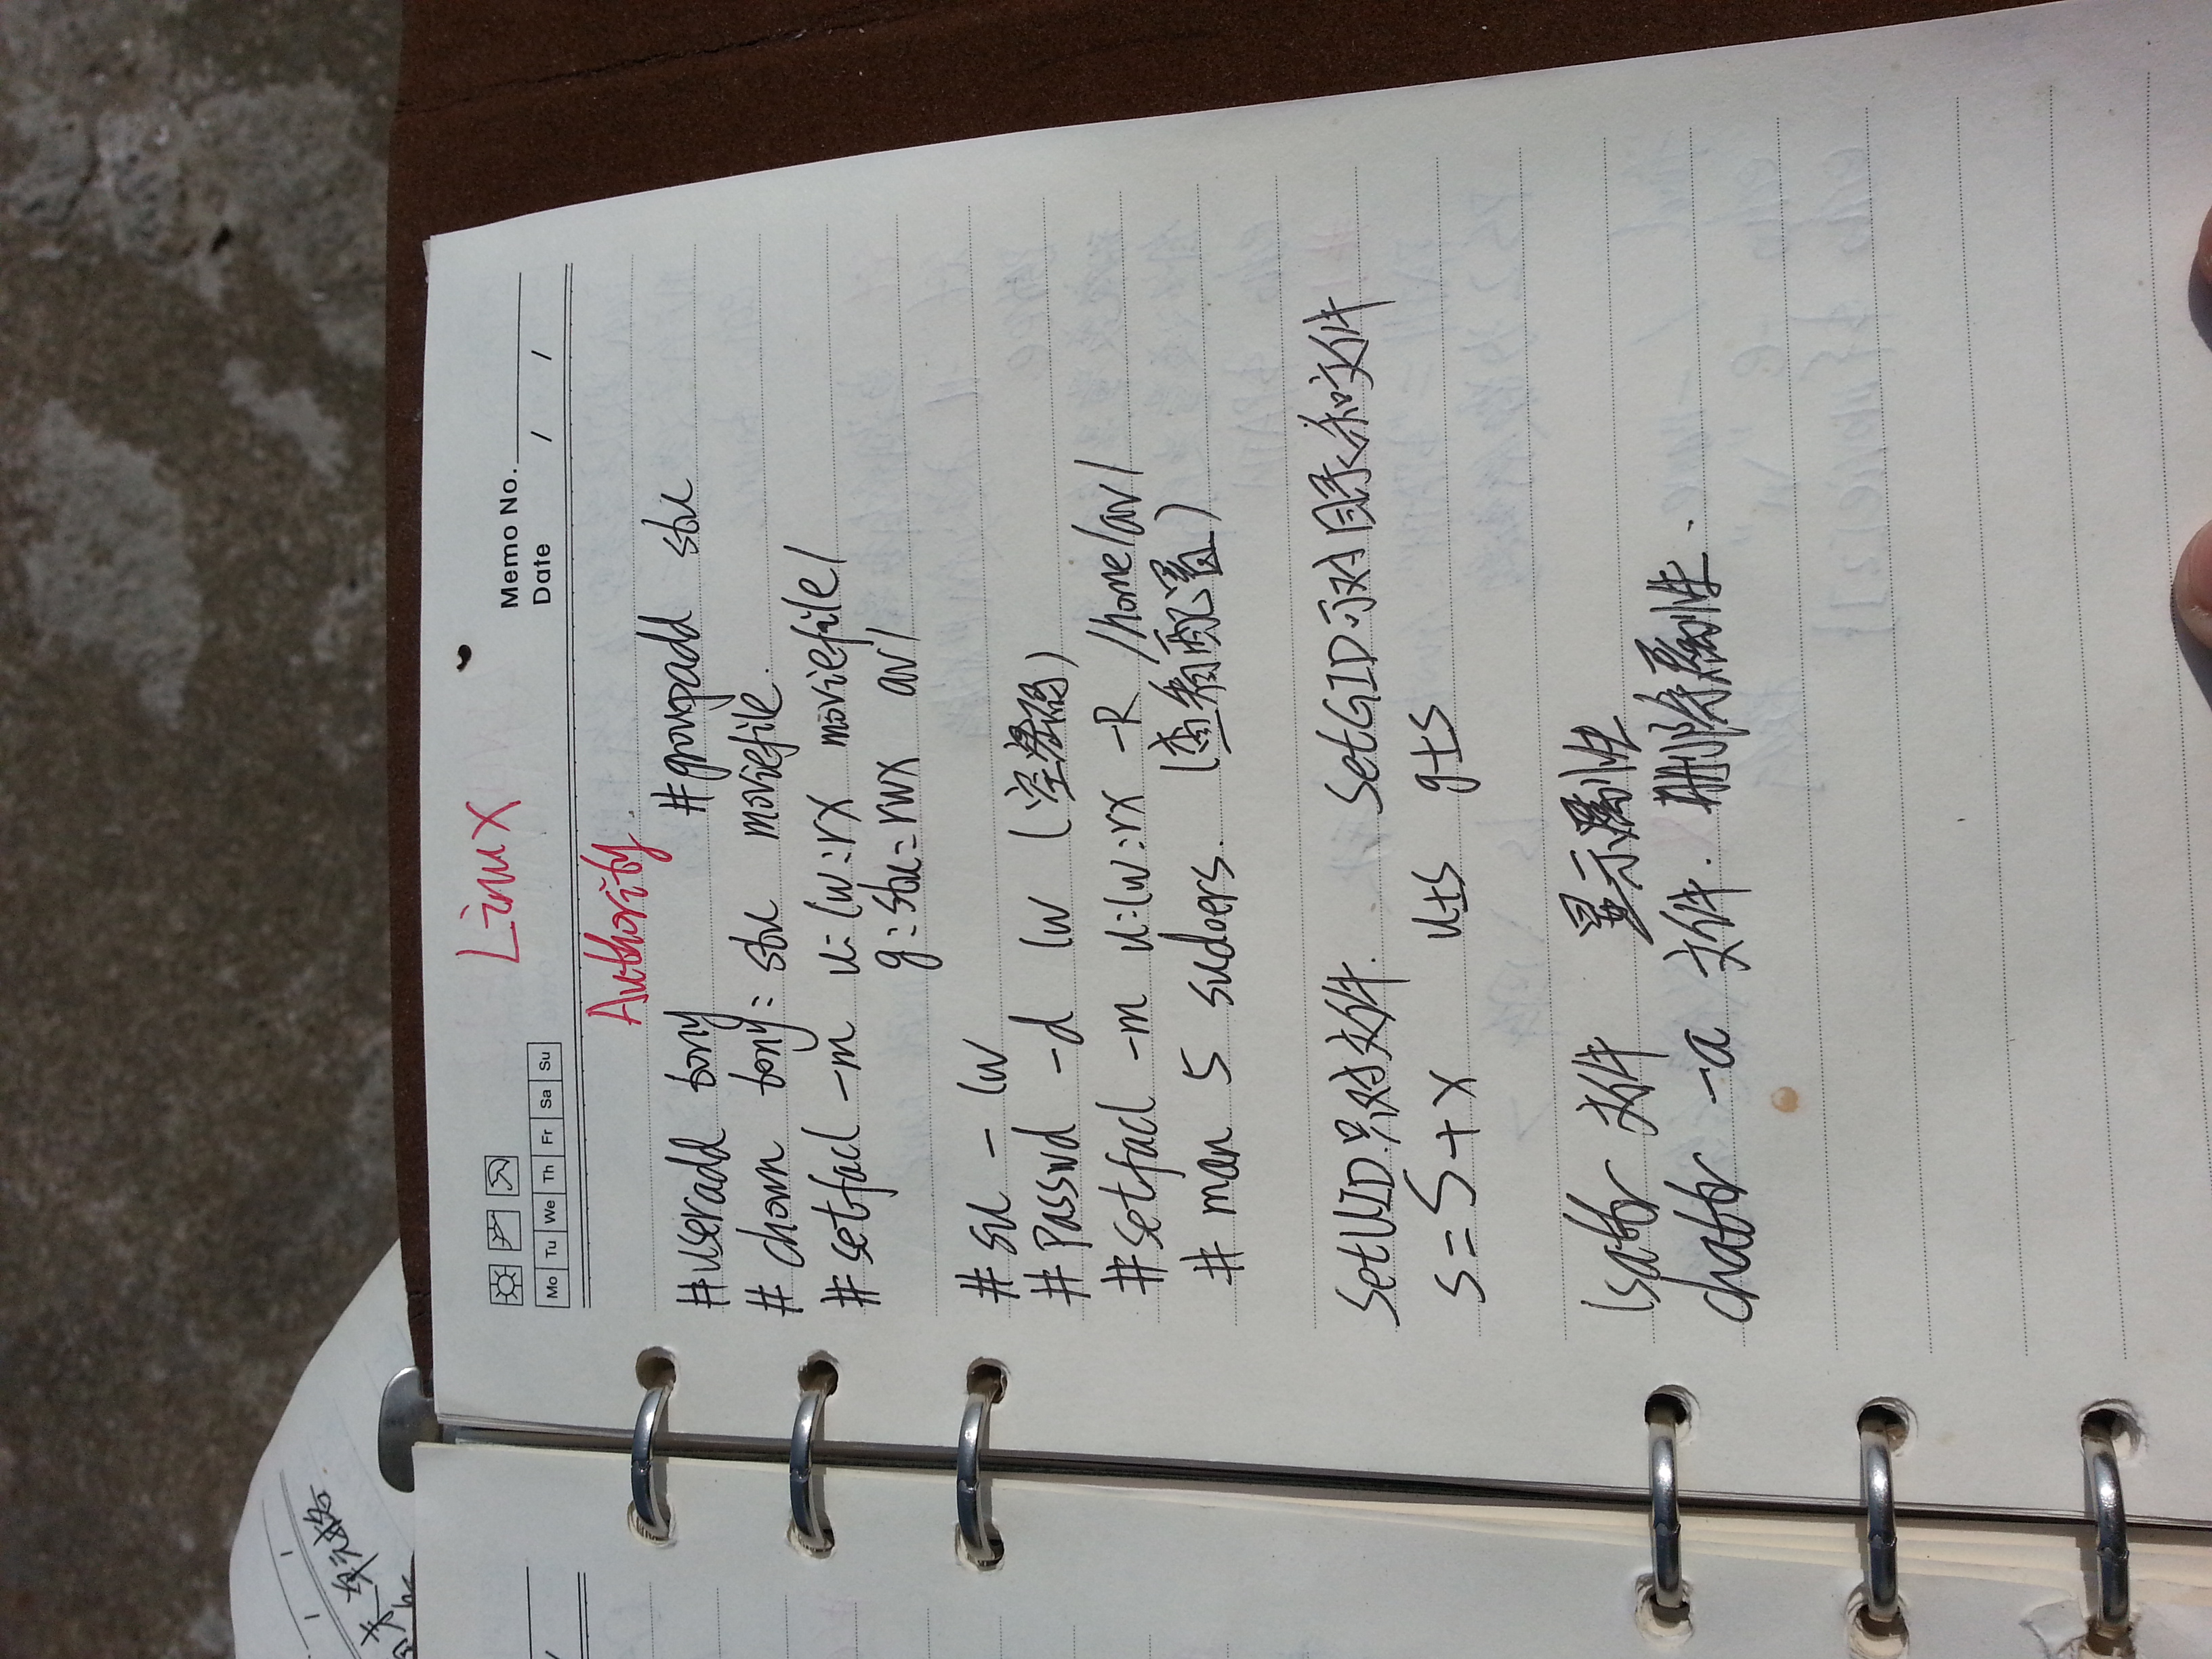 末单元格
Linux
Memo No.
Mo Tu We Th Fr Sa Su
Date / /
Authority.
#useradd tony #groupadd stu
# chown tony:stu moviefile.
#setfacl -m u:lw:rx moviefile/
g:stu:rwx av/
# su - lw
# passwd -d lw (空密码)
#setfacl -m u:lw:rx -R /home/av/
# man 5 sudoers. (查看配置)
SetUID只对文件. SetGID可对目录和文件
s=S+x u±s g±s
lsattr 文件 显示属性
chattr -a 文件. 删除属性.